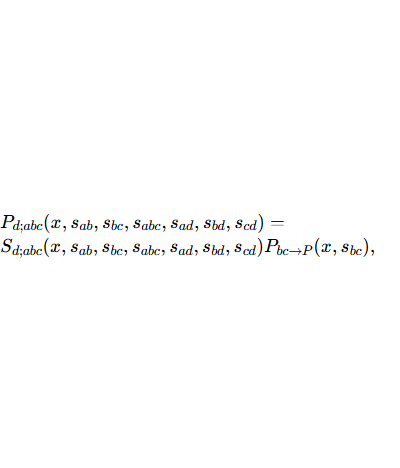 P_{d;abc}(x, s_{ab}, s_{bc}, s_{abc}, s_{ad}, s_{bd}, s_{cd}) =
S_{d;abc}(x, s_{ab}, s_{bc}, s_{abc}, s_{ad}, s_{bd}, s_{cd})P_{bc→P}(x, s_{bc}),